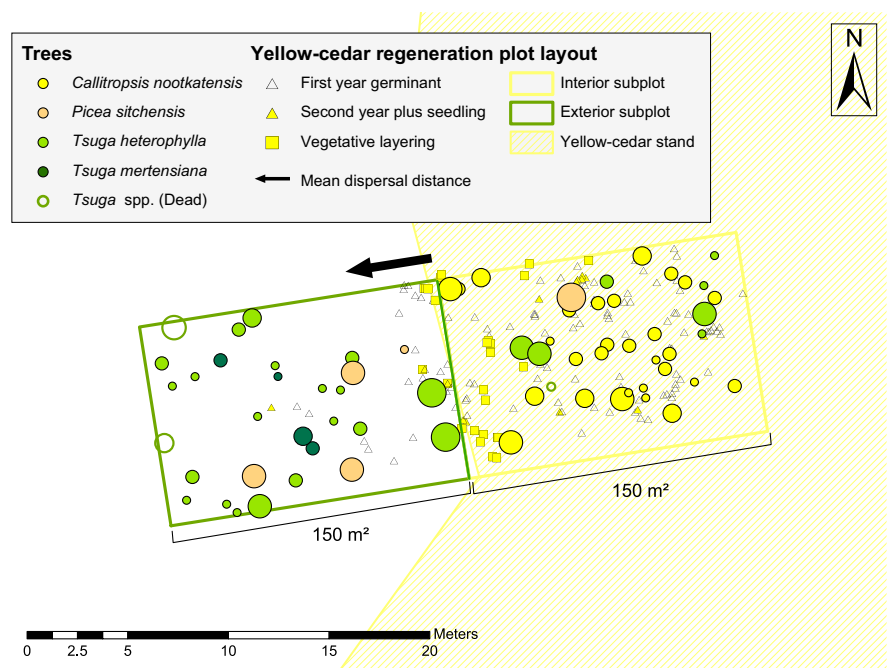 Trees
Callitropsis nootkatensis
Picea sitchensis
Tsuga heterophylla
Tsuga mertensiana
Tsuga spp. (Dead)
Yellow-cedar regeneration plot layout
First year germinant
Second year plus seedling
Vegetative layering
Mean dispersal distance
Interior subplot
Exterior subplot
Yellow-cedar stand
N
150 m²
150 m²
Meters
0 2.5 5 10 15 20